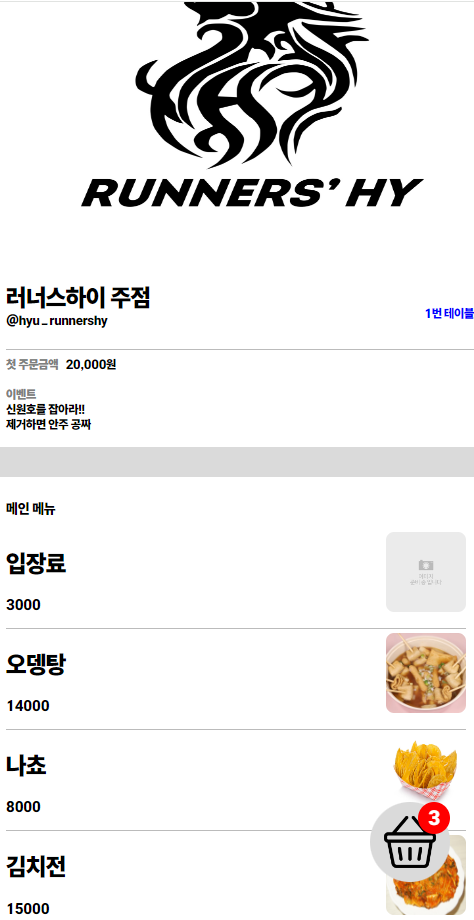 RUNNERS' HY
러너스하이 주점
@hyu_runnershy
1번 테이블
첫 주문금액 20,000원
이벤트
신원호를 잡아라!!
제거하면 안주 공짜
메인 메뉴
입장료
3000
오뎅탕
14000
나쵸
8000
3
김치전
15000